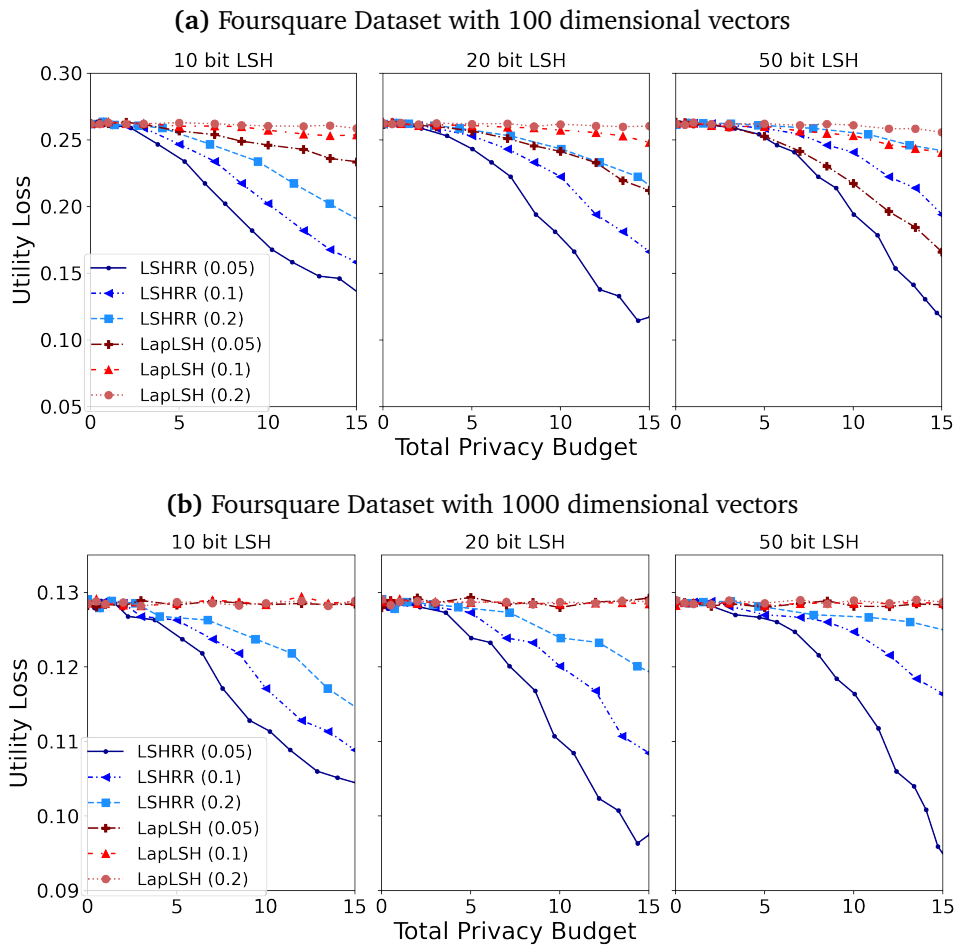 (a) Foursquare Dataset with 100 dimensional vectors
10 bit LSH 20 bit LSH 50 bit LSH
0.30
0.25
0.20
0.15
0.10
0.05
Utility Loss
LSHRR (0.05)
LSHRR (0.1)
LSHRR (0.2)
LapLSH (0.05)
LapLSH (0.1)
LapLSH (0.2)
0 5 10 15 0 5 10 15 0 5 10 15
Total Privacy Budget
(b) Foursquare Dataset with 1000 dimensional vectors
10 bit LSH 20 bit LSH 50 bit LSH
0.13
0.12
0.11
0.10
0.09
Utility Loss
LSHRR (0.05)
LSHRR (0.1)
LSHRR (0.2)
LapLSH (0.05)
LapLSH (0.1)
LapLSH (0.2)
0 5 10 15 0 5 10 15 0 5 10 15
Total Privacy Budget